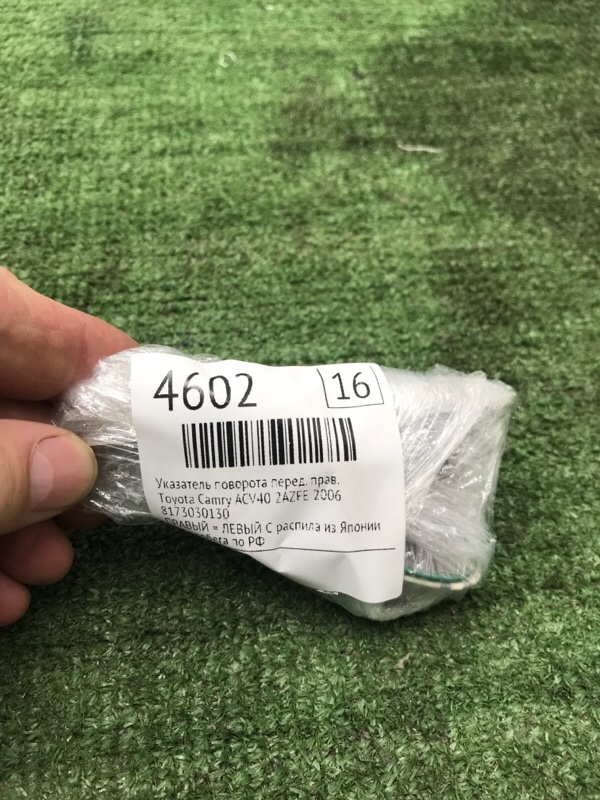 4602 16
Указатель поворота перед. прав.
Toyota Camry ACV40 2AZFE 2006
8173030130
ПРАВЫЙ = ЛЕВЫЙ С распила из Японии
по РФ